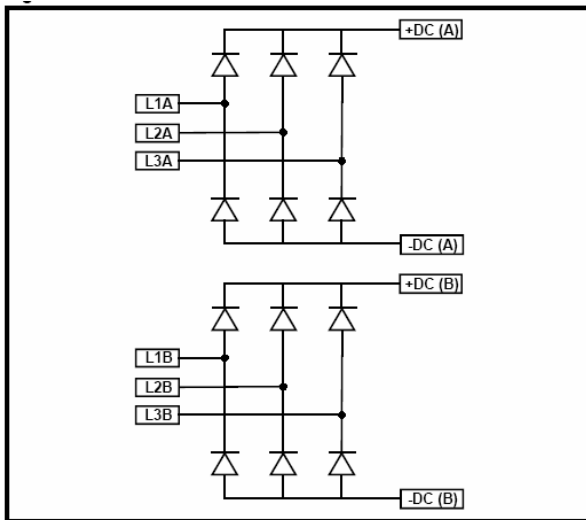 +DC (A)
L1A
L2A
L3A
-DC (A)
+DC (B)
L1B
L2B
L3B
-DC (B)